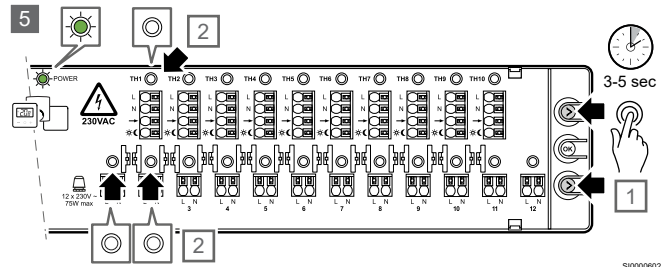 5
2
POWER
TH1 TH2 TH3 TH4 TH5 TH6 TH7 TH8 TH9 TH10
3-5 sec
L
N
230VAC
OK
12 x 230V ~
75W max
L N L N L N L N L N L N L N L N L N L N
3 4 5 6 7 8 9 10 11 12
1
2
SI0000602